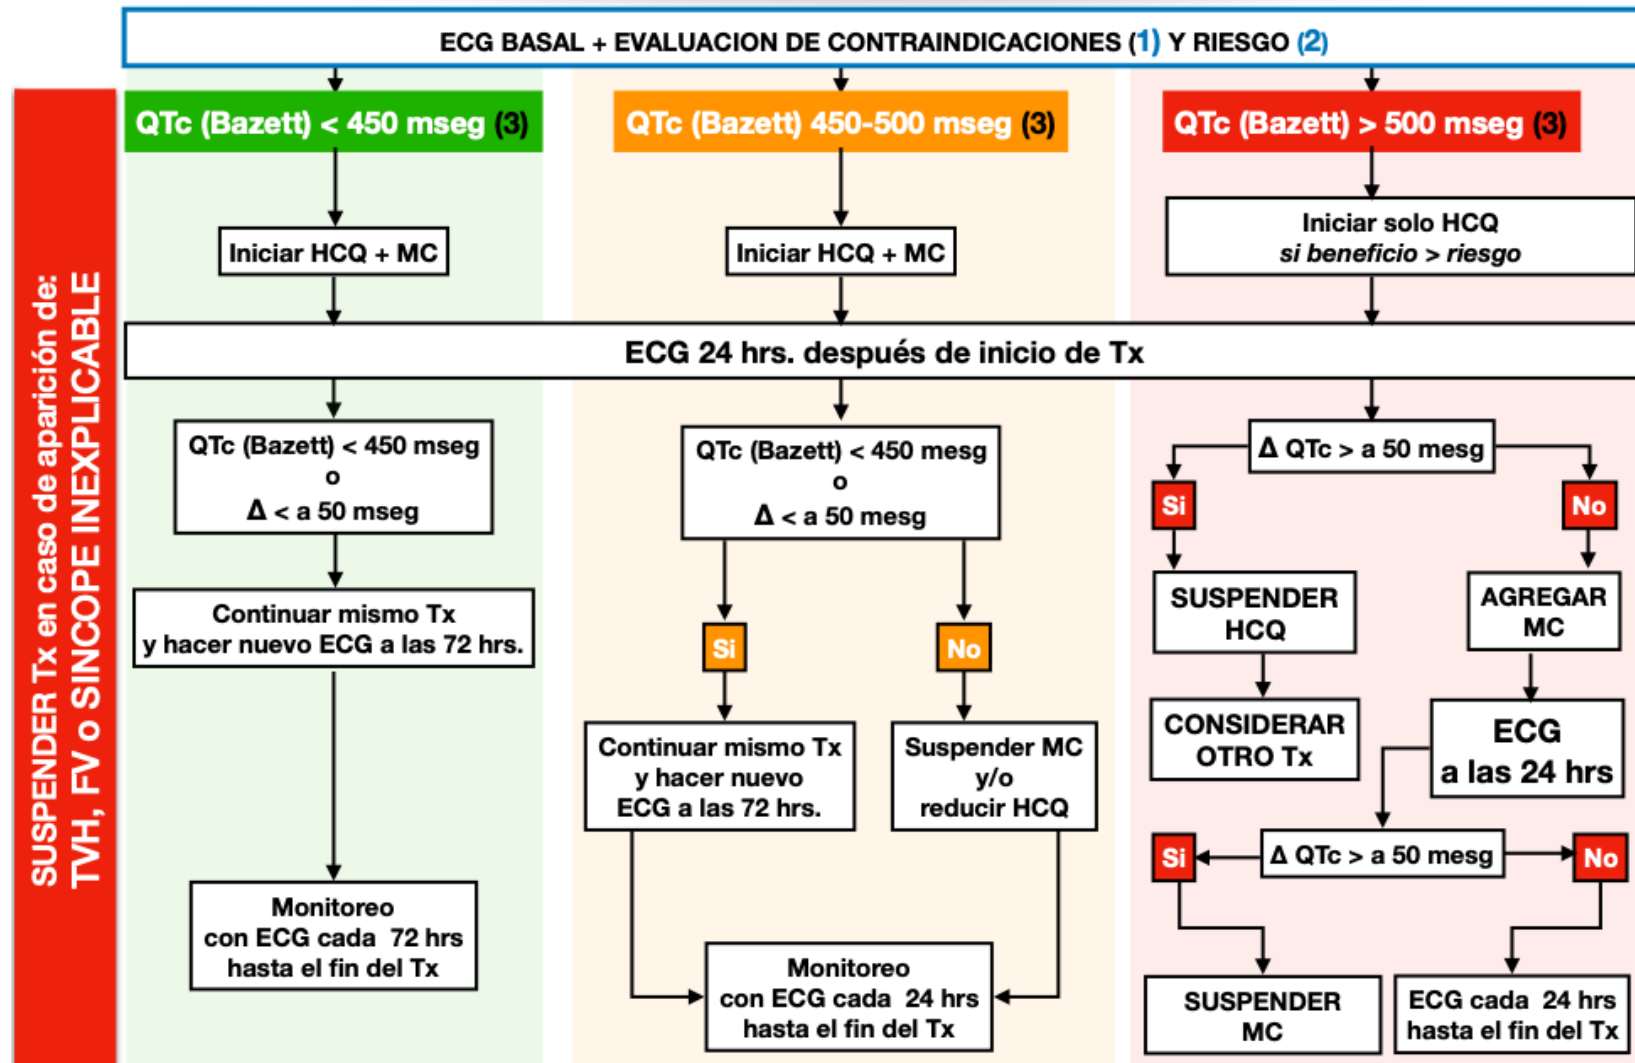 ECG BASAL + EVALUACION DE CONTRAINDICACIONES (1) Y RIESGO (2)
SUSPENDER Tx en caso de aparición de:
TVH, FV o SINCOPE INEXPLICABLE
QTc (Bazett) < 450 mseg (3)
QTc (Bazett) 450-500 mseg (3)
QTc (Bazett) > 500 mseg (3)
Iniciar HCQ + MC
Iniciar HCQ + MC
Iniciar solo HCQ
si beneficio > riesgo
ECG 24 hrs. después de inicio de Tx
QTc (Bazett) < 450 mseg
o
Δ < a 50 mseg
Continuar mismo Tx
y hacer nuevo ECG a las 72 hrs.
Monitoreo
con ECG cada 72 hrs
hasta el fin del Tx
QTc (Bazett) < 450 mesg
o
Δ < a 50 mesg
Si
No
Continuar mismo Tx
y hacer nuevo
ECG a las 72 hrs.
Suspender MC
y/o
reducir HCQ
Monitoreo
con ECG cada 24 hrs
hasta el fin del Tx
Δ QTc > a 50 mesg
Si
No
SUSPENDER
HCQ
AGREGAR
MC
CONSIDERAR
OTRO Tx
ECG
a las 24 hrs
Δ QTc > a 50 mesg
Si
No
SUSPENDER
MC
ECG cada 24 hrs
hasta el fin del Tx